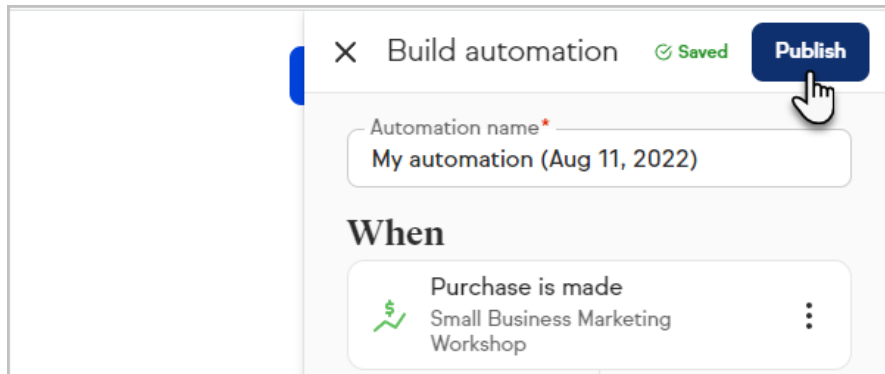 Build automation
Saved
Publish
Automation name*
My automation (Aug 11, 2022)
When
Purchase is made
Small Business Marketing
Workshop